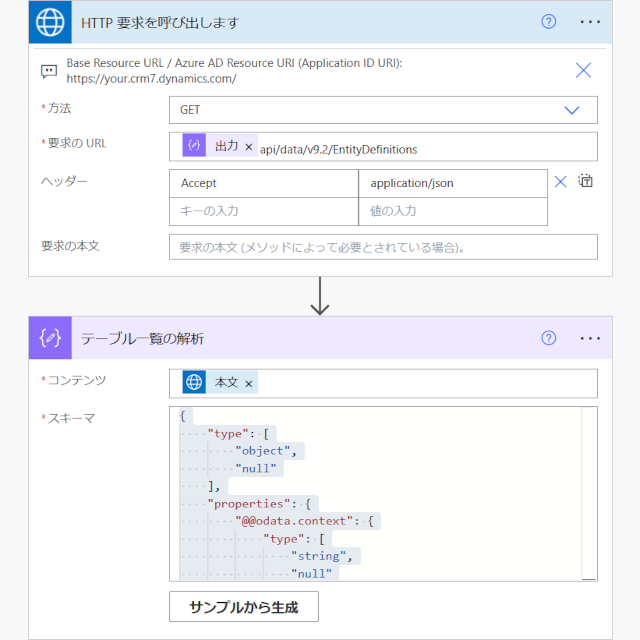 HTTP 要求を呼び出します
Base Resource URL / Azure AD Resource URI (Application ID URI):
https://your.crm7.dynamics.com/
*方法
GET
*要求の URL
出力 × api/data/v9.2/EntityDefinitions
ヘッダー
Accept
application/json
キーの入力
値の入力
要求の本文
要求の本文 (メソッドによって必要とされている場合)。
テーブル一覧の解析
*コンテンツ
本文 ×
*スキーマ
{
"type": [
"object",
"null"
],
"properties": {
"@@odata.context": {
"type": [
"string",
"null"
サンプルから生成